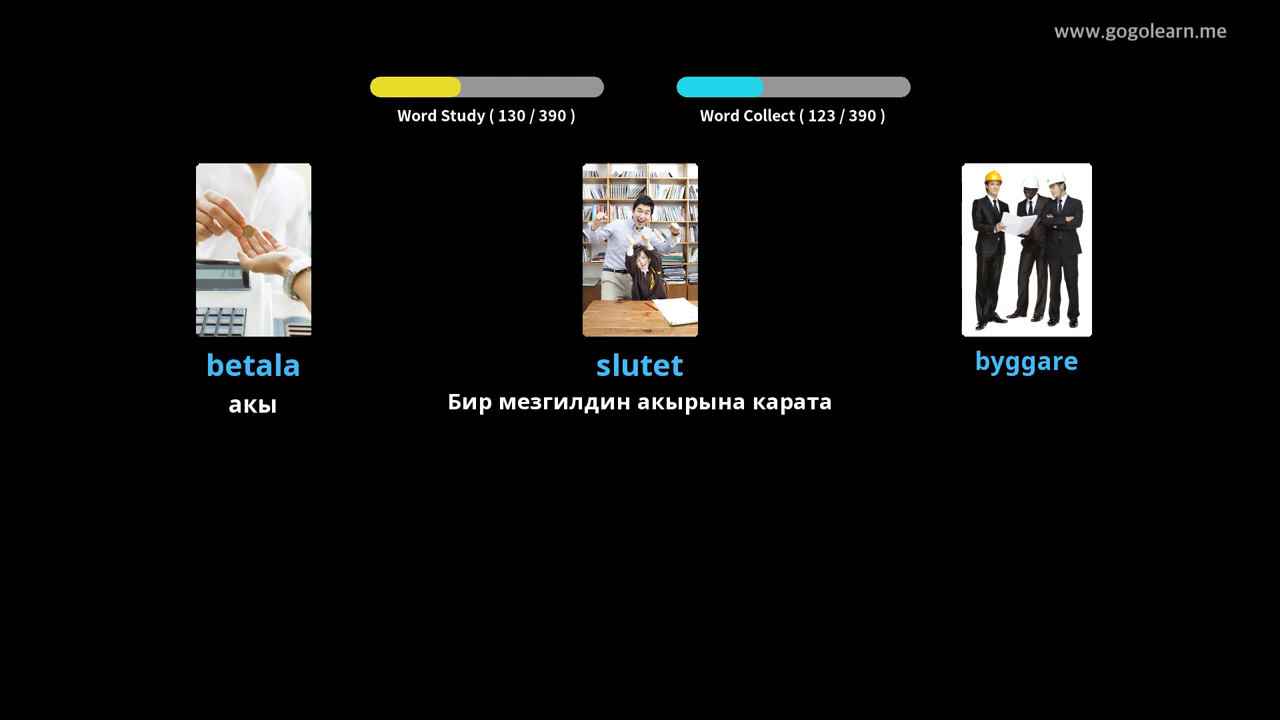 www.gogolearn.me
Word Study ( 130 / 390 )
Word Collect ( 123 / 390 )
betala
slutet
byggare
акы
Бир мезгилдин акырына карата